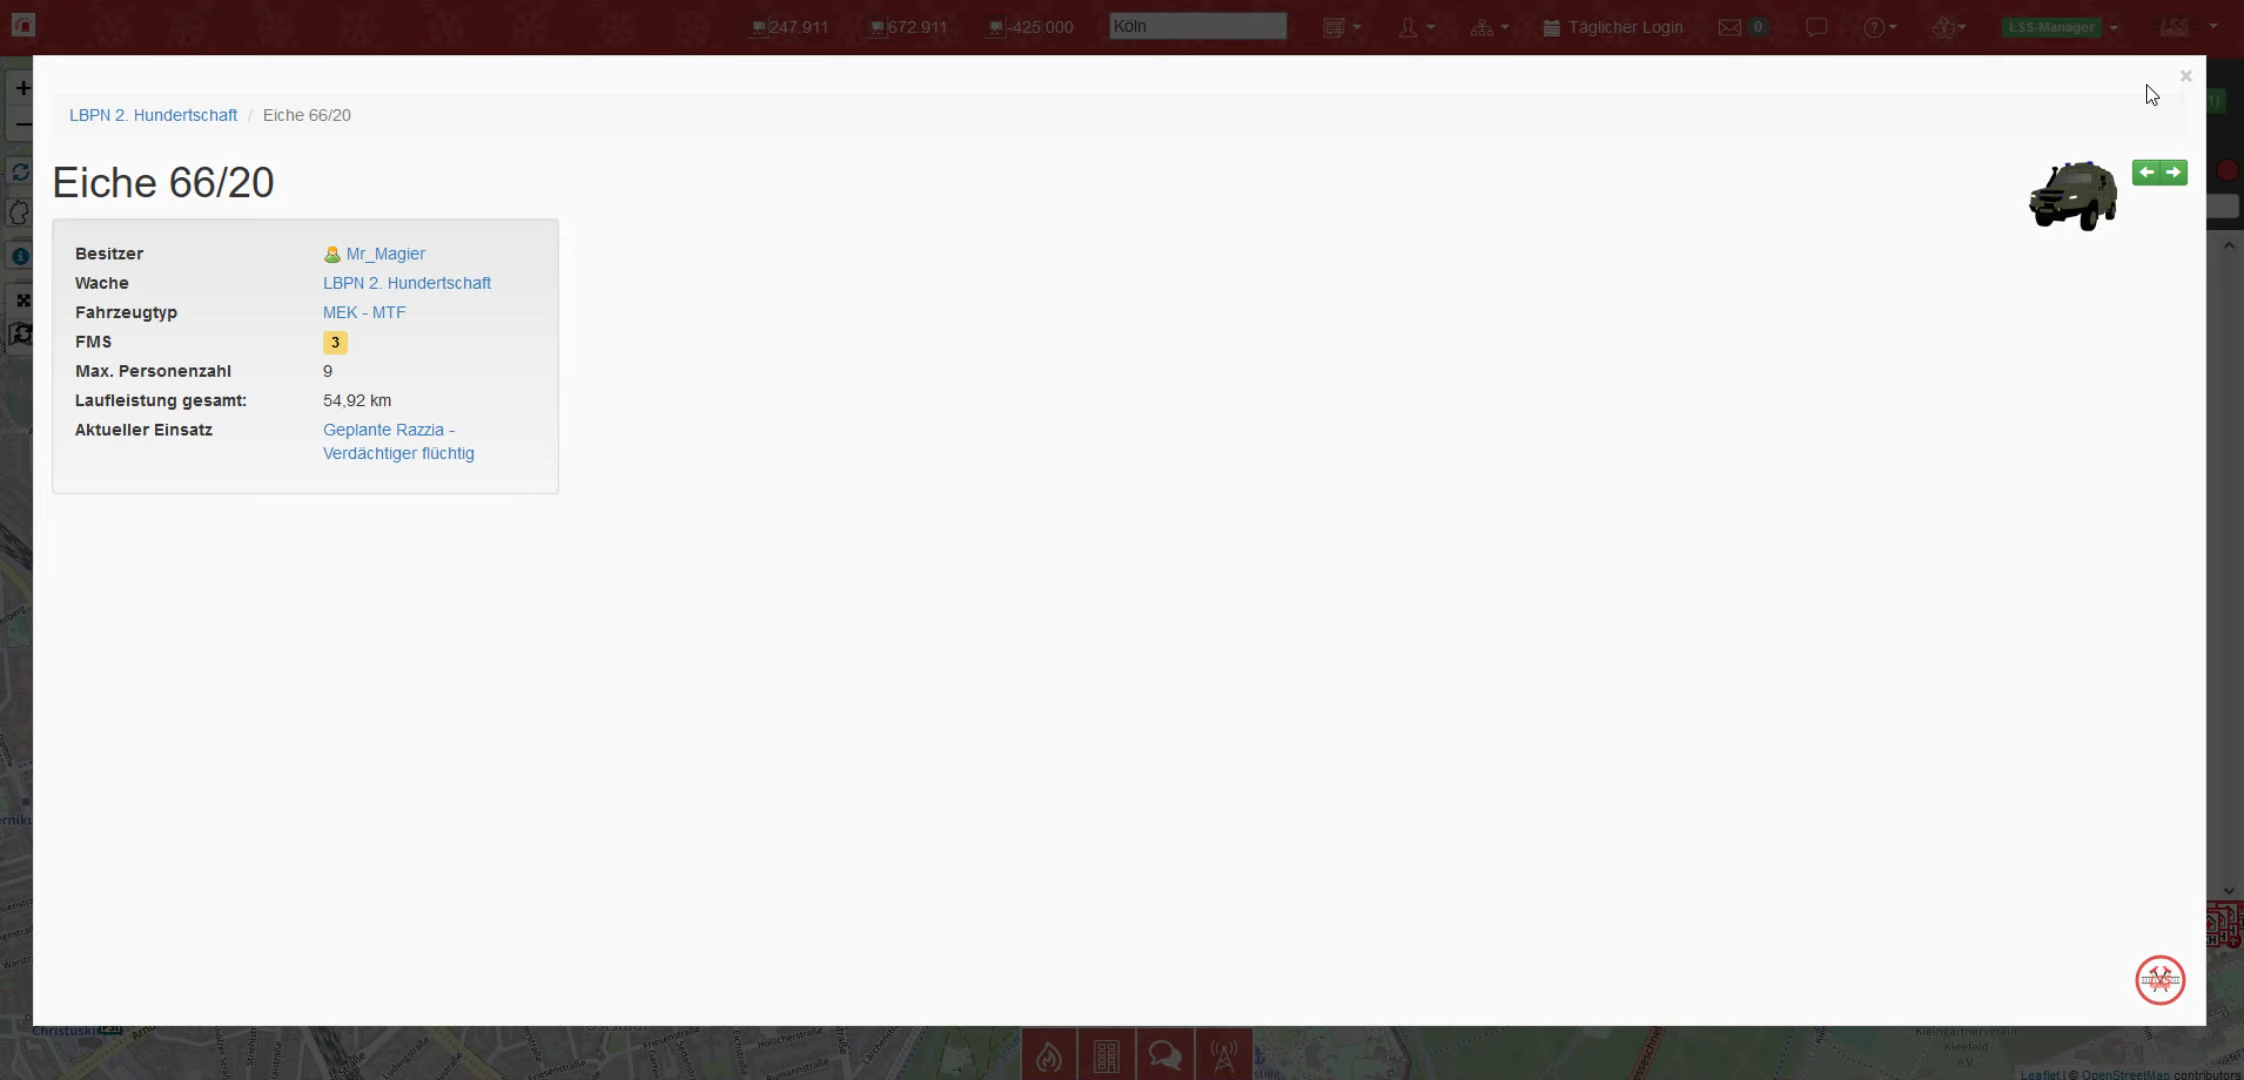 247.911 672.911 -425.000 Köln Täglicher Login 0 LSS-Manager
×
LBPN 2. Hundertschaft / Eiche 66/20
Eiche 66/20
Besitzer Mr_Magier
Wache LBPN 2. Hundertschaft
Fahrzeugtyp MEK - MTF
FMS 3
Max. Personenzahl 9
Laufleistung gesamt: 54,92 km
Aktueller Einsatz Geplante Razzia -
Verdächtiger flüchtig
Friesenstraße
Kleefeld
e.V.
Leaflet | © OpenStreetMap contributors